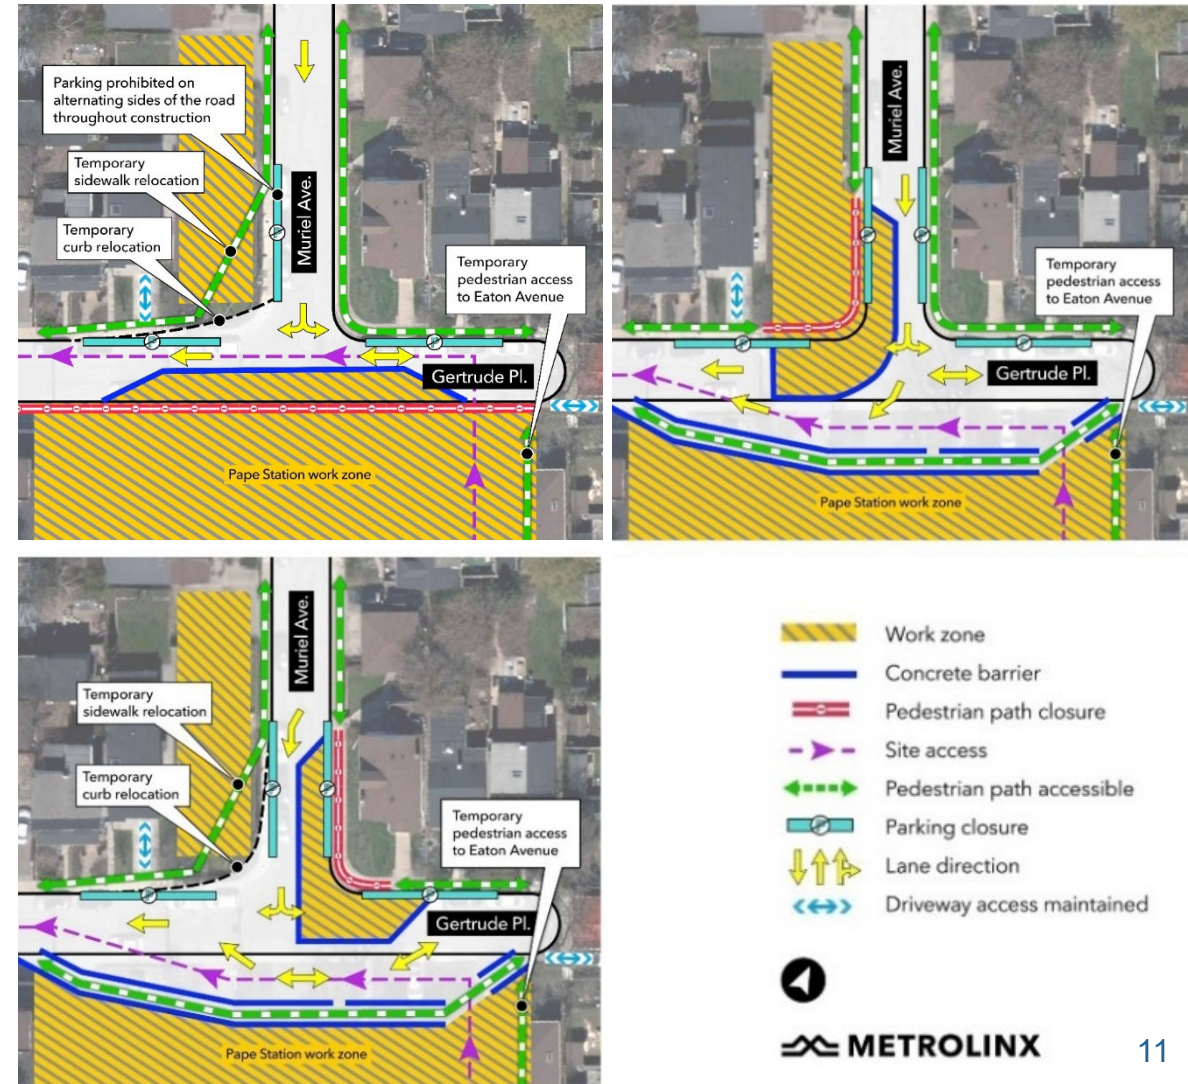 Parking prohibited on
alternating sides of the road
throughout construction
Temporary
sidewalk relocation
Temporary
curb relocation
Muriel Ave.
Temporary
pedestrian access
to Eaton Avenue
Gertrude Pl.
Pape Station work zone
Muriel Ave.
Temporary
pedestrian access
to Eaton Avenue
Gertrude Pl.
Pape Station work zone
Muriel Ave.
Temporary
sidewalk relocation
Temporary
curb relocation
Temporary
pedestrian access
to Eaton Avenue
Gertrude Pl.
Pape Station work zone
Work zone
Concrete barrier
Pedestrian path closure
Site access
Pedestrian path accessible
Parking closure
Lane direction
Driveway access maintained
METROLINX
11